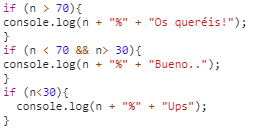 if (n > 70){
console.log(n + "%" + "Os queréis!");
}
if (n < 70 && n> 30){
console.log(n + "%" + "Bueno..");
}
if (n<30){
  console.log(n + "%" + "Ups");
}